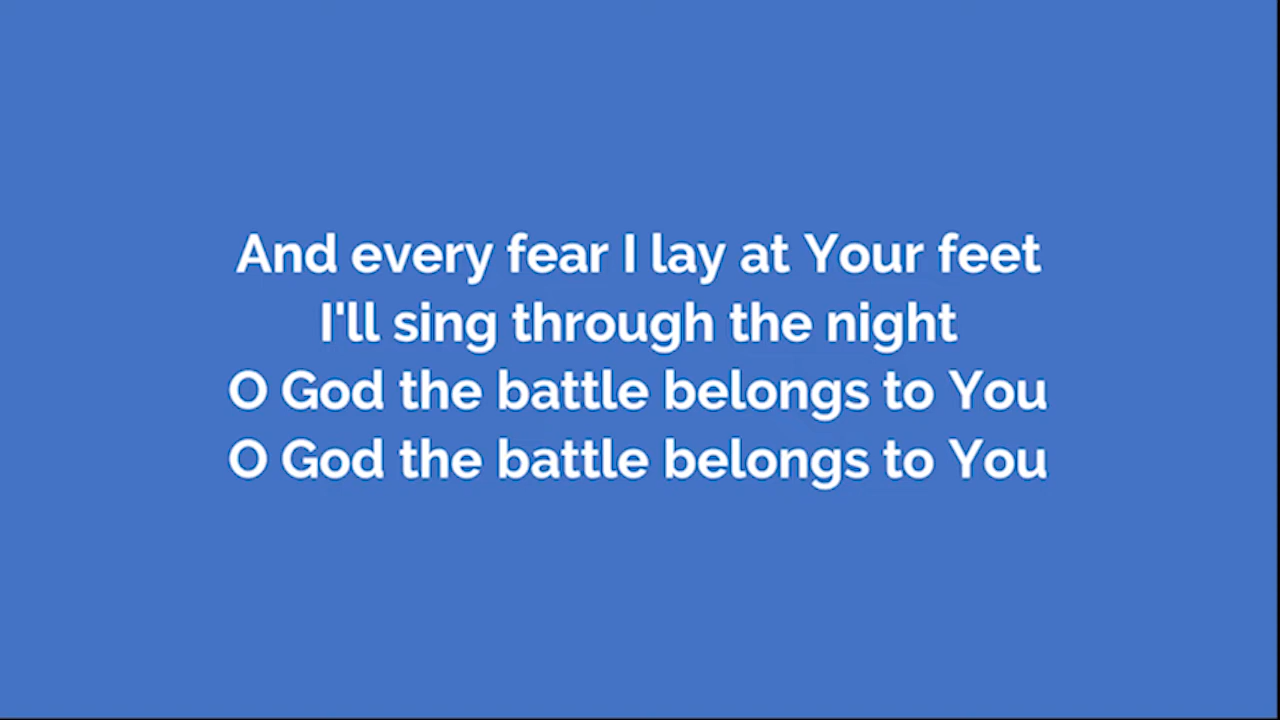 And every fear I lay at Your feet
I'll sing through the night
O God the battle belongs to You
O God the battle belongs to You